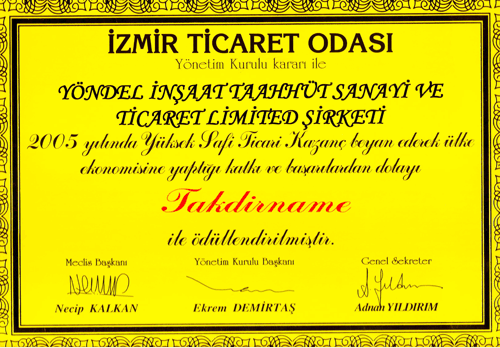 İZMİR TİCARET ODASI
Yönetim Kurulu kararı ile
YÖNDEL İNŞAAT TAAHHÜT SANAYİ VE
TİCARET LİMİTED ŞİRKETİ
2005 yılında Yüksek Safi Ticari Kazanç beyan ederek ülke
ekonomisine yaptığı katkı ve başarılardan dolayı
Takdirname
ile ödüllendirilmiştir.
Meclis Başkanı Yönetim Kurulu Başkanı Genel Sekreter
Necip KALKAN Ekrem DEMİRTAŞ Adnan YILDIRIM